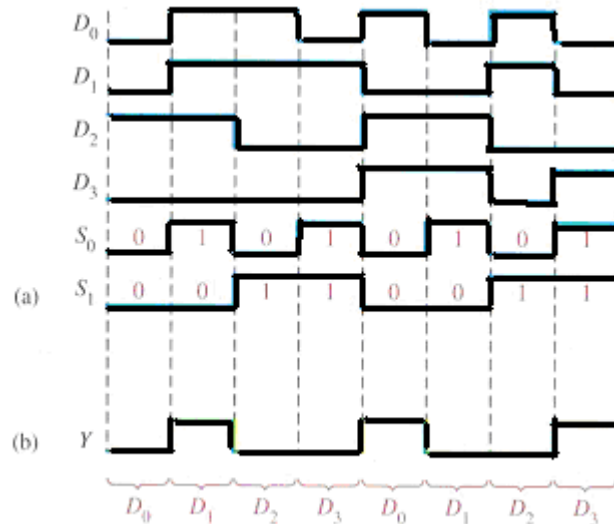 D₀
D₁
D₂
D₃
S₀ 0 1 0 1 0 1 0 1
(a) S₁ 0 0 1 1 0 0 1 1
(b) Y
D₀ D₁ D₂ D₃ D₀ D₁ D₂ D₃